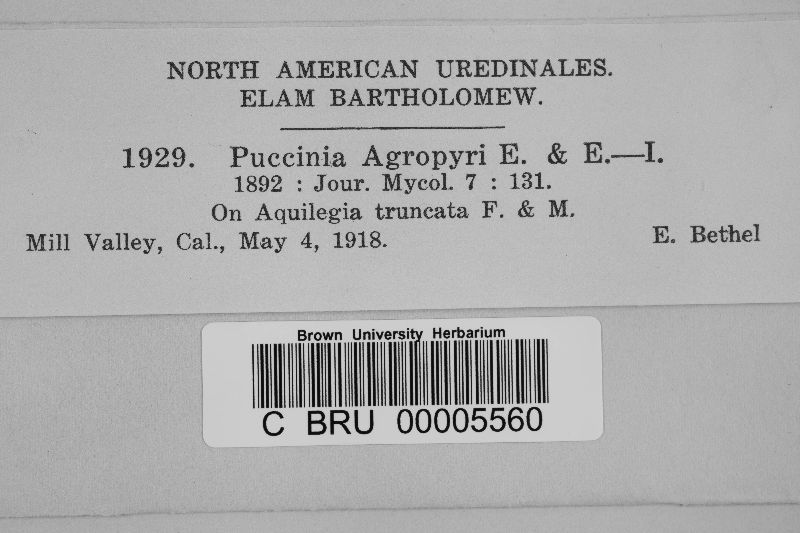 NORTH AMERICAN UREDINALES.
ELAM BARTHOLOMEW.
1929. Puccinia Agropyri E. & E.—I.
1892 : Jour. Mycol. 7 : 131.
On Aquilegia truncata F. & M.
Mill Valley, Cal., May 4, 1918. E. Bethel
Brown University Herbarium
C BRU 00005560